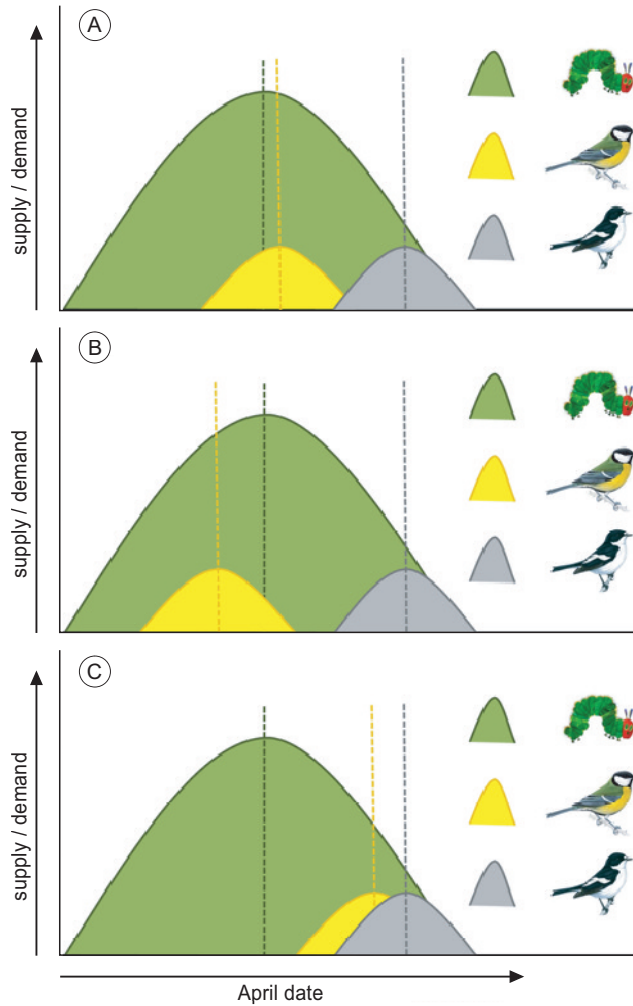 A
supply / demand
B
supply / demand
C
supply / demand
April date